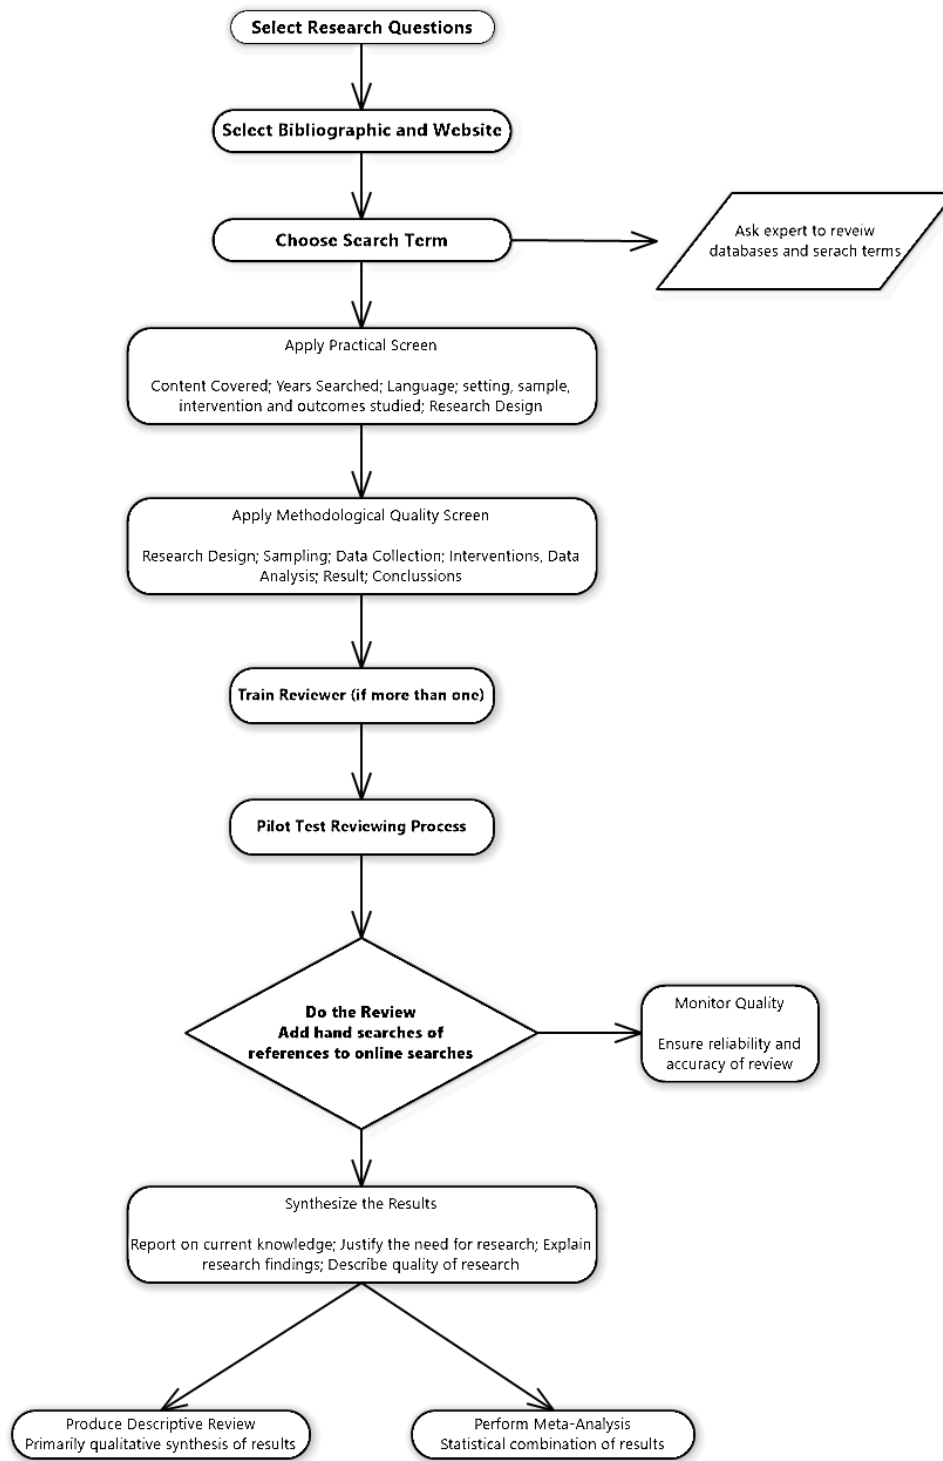 Select Research Questions
Select Bibliographic and Website
Choose Search Term
Ask expert to reveiw
databases and serach terms
Apply Practical Screen
Content Covered; Years Searched; Language; setting, sample,
intervention and outcomes studied; Research Design
Apply Methodological Quality Screen
Research Design; Sampling; Data Collection; Interventions, Data
Analysis; Result; Conclussions
Train Reviewer (if more than one)
Pilot Test Reviewing Process
Do the Review
Add hand searches of
references to online searches
Monitor Quality
Ensure reliability and
accuracy of review
Synthesize the Results
Report on current knowledge; Justify the need for research; Explain
research findings; Describe quality of research
Produce Descriptive Review
Primarily qualitative synthesis of results
Perform Meta-Analysis
Statistical combination of results